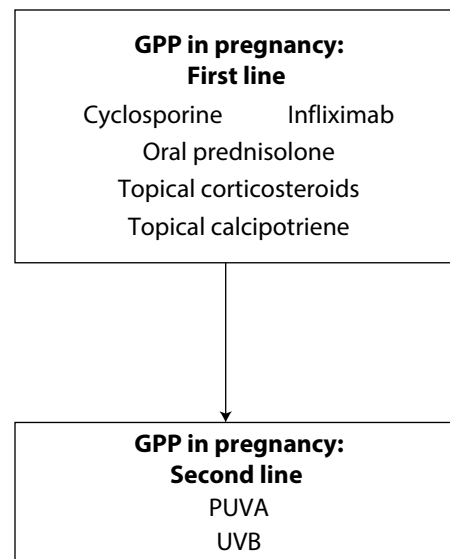 GPP in pregnancy:
First line
Cyclosporine Infliximab
Oral prednisolone
Topical corticosteroids
Topical calcipotriene
GPP in pregnancy:
Second line
PUVA
UVB